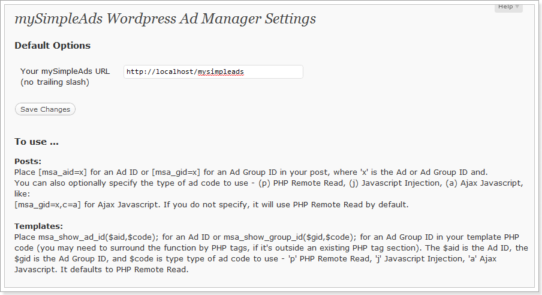 Help
mySimpleAds Wordpress Ad Manager Settings
Default Options
Your mySimpleAds URL
(no trailing slash)
http://localhost/mysimpleads
Save Changes
To use ...
Posts:
Place [msa_aid=x] for an Ad ID or [msa_gid=x] for an Ad Group ID in your post, where 'x' is the Ad or Ad Group ID and.
You can also optionally specify the type of ad code to use - (p) PHP Remote Read, (j) Javascript Injection, (a) Ajax Javascript,
like:
[msa_gid=x,c=a] for Ajax Javascript. If you do not specify, it will use PHP Remote Read by default.
Templates:
Place msa_show_ad_id($aid,$code); for an Ad ID or msa_show_group_id($gid,$code); for an Ad Group ID in your template PHP
code (you may need to surround the function by PHP tags, if it's outside an existing PHP tag section). The $aid is the Ad ID, the
$gid is the Ad Group ID, and $code is type type of ad code to use - 'p' PHP Remote Read, 'j' Javascript Injection, 'a' Ajax
Javascript. It defaults to PHP Remote Read.